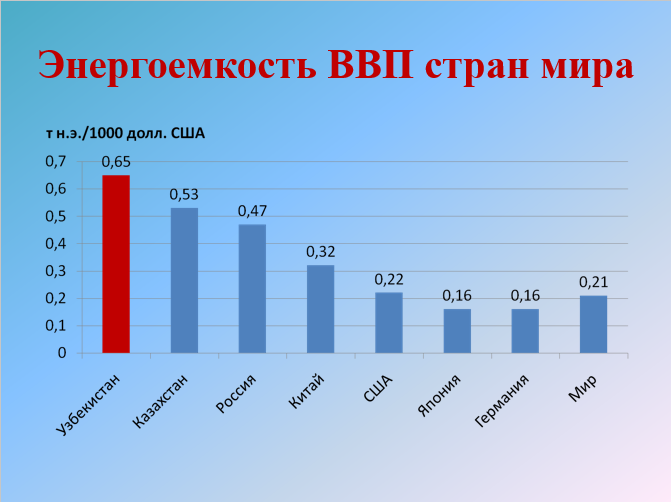 Энергоемкость ВВП стран мира
т н.э./1000 долл. США
0,7
0,6
0,5
0,4
0,3
0,2
0,1
0
0,65
0,53
0,47
0,32
0,22
0,16
0,16
0,21
Узбекистан
Казахстан
Россия
Китай
США
Япония
Германия
Мир